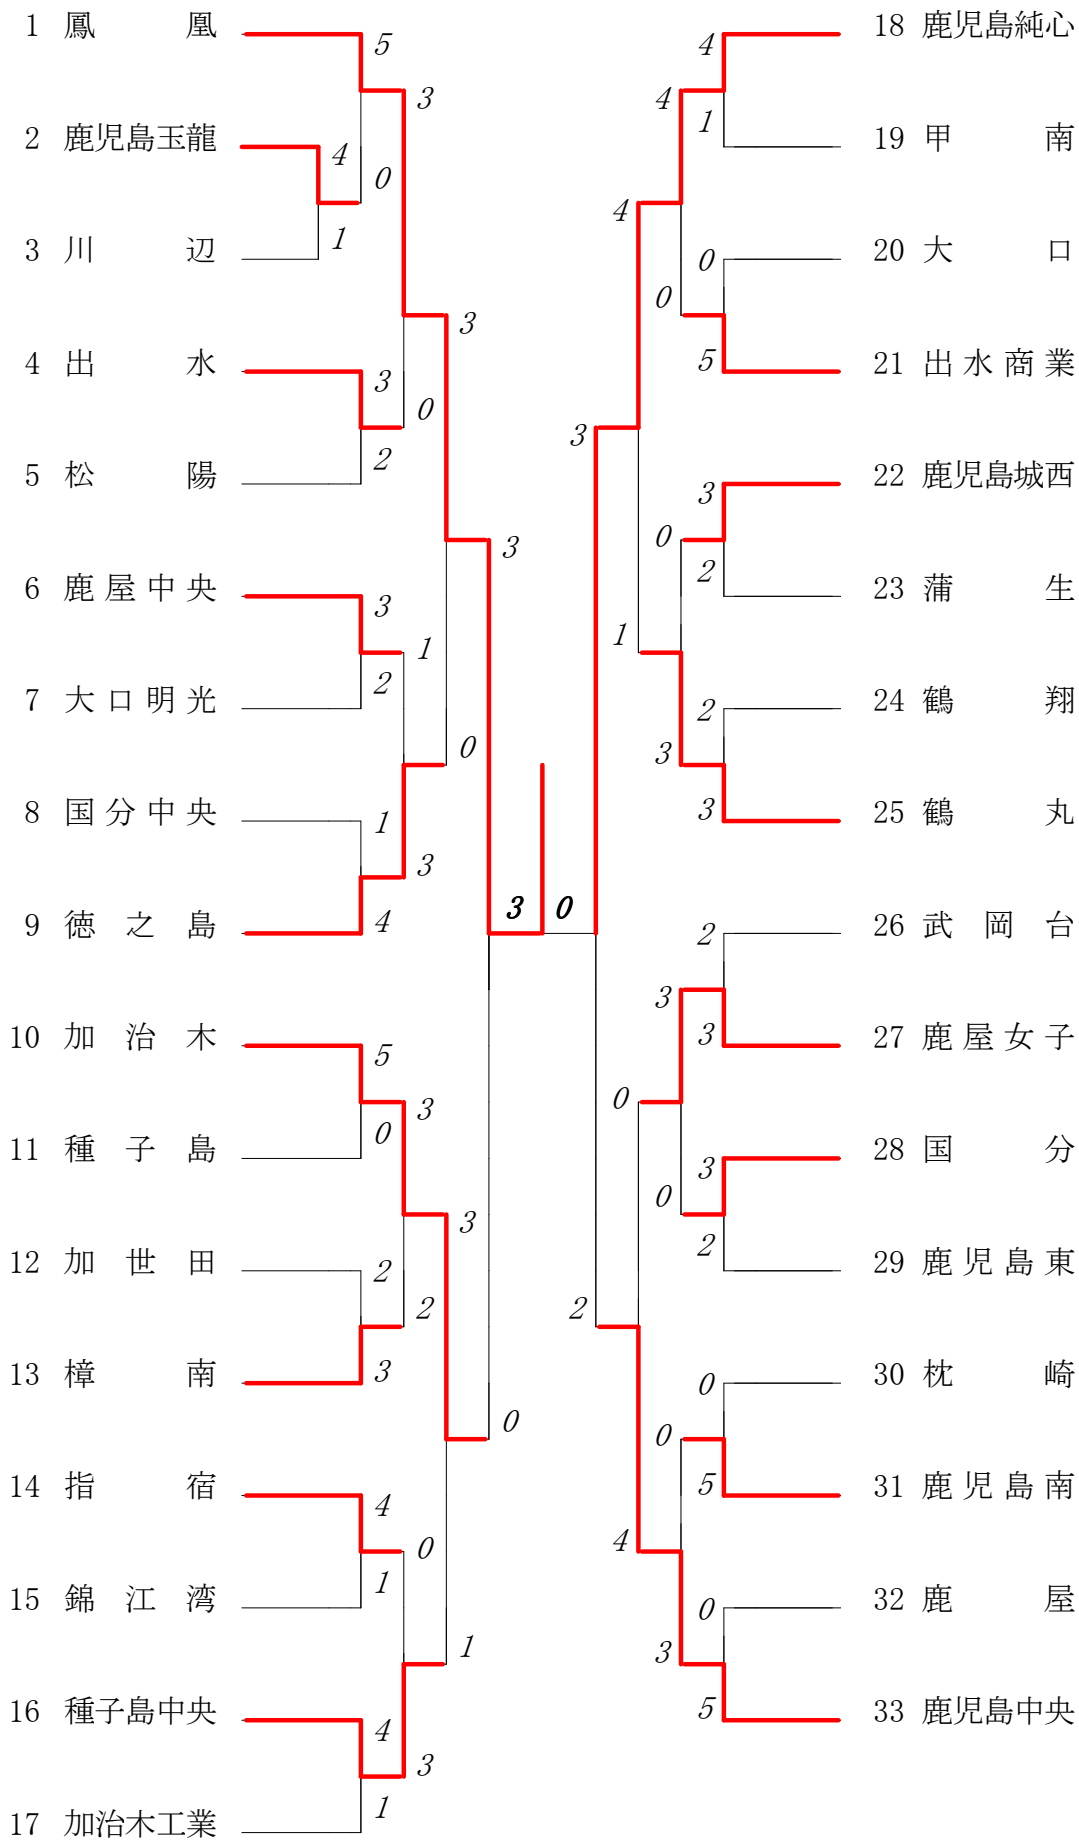 1 鳳凰
5
3
2 鹿児島玉龍
4
0
1
3 川辺
3
4 出水
3
0
2
5 松陽
3
6 鹿屋中央
3
1
2
7 大口明光
0
8 国分中央
1
3
4
9 徳之島
10 加治木
5
3
0
11 種子島
3
12 加世田
2
2
3
13 樟南
0
14 指宿
4
0
1
15 錦江湾
1
16 種子島中央
4
3
1
17 加治木工業
3 0
18 鹿児島純心
4
4
1
19 甲南
4
20 大口
0
0
5
21 出水商業
3
22 鹿児島城西
3
0
2
23 蒲生
1
24 鶴翔
2
3
3
25 鶴丸
26 武岡台
2
3
3
27 鹿屋女子
0
28 国分
3
0
2
29 鹿児島東
2
30 枕崎
0
0
5
31 鹿児島南
4
32 鹿屋
0
3
5
33 鹿児島中央